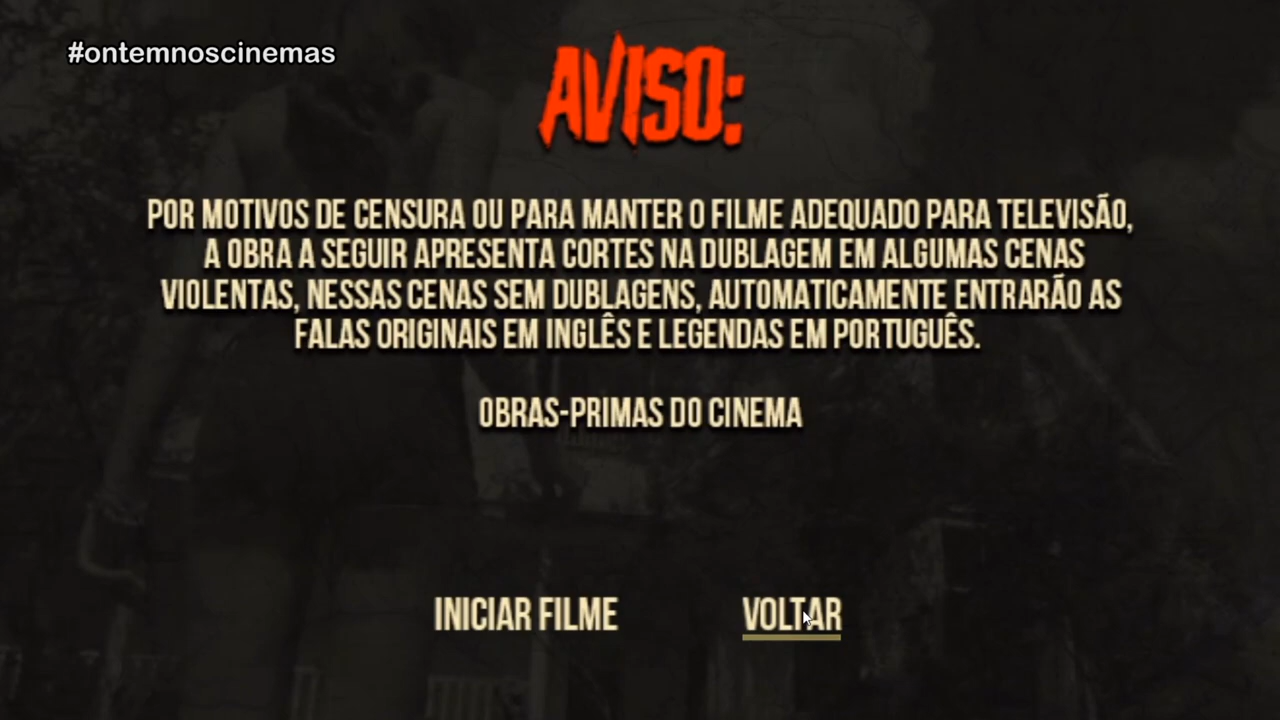 #ontemnoscinemas
AVISO:
POR MOTIVOS DE CENSURA OU PARA MANTER O FILME ADEQUADO PARA TELEVISÃO,
A OBRA A SEGUIR APRESENTA CORTES NA DUBLAGEM EM ALGUMAS CENAS
VIOLENTAS, NESSAS CENAS SEM DUBLAGENS, AUTOMATICAMENTE ENTRARÃO AS
FALAS ORIGINAIS EM INGLÊS E LEGENDAS EM PORTUGUÊS.
OBRAS-PRIMAS DO CINEMA
INICIAR FILME VOLTAR